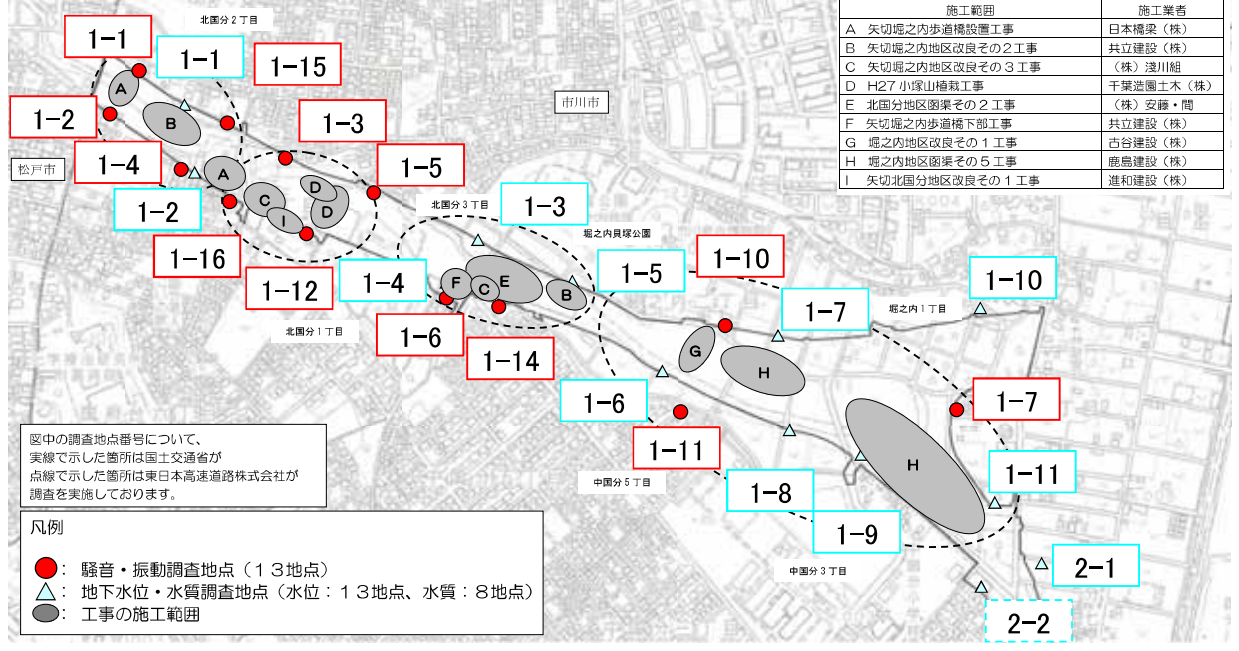 施工範囲 施工業者
A 矢切堀之内歩道橋設置工事 日本橋梁（株）
B 矢切堀之内地区改良その２工事 共立建設（株）
C 矢切堀之内地区改良その３工事 （株）淺川組
D H27小塚山植栽工事 千葉造園土木（株）
E 北国分地区函渠その２工事 （株）安藤・間
F 矢切堀之内歩道橋下部工事 共立建設（株）
G 堀之内地区改良その１工事 古谷建設（株）
H 堀之内地区函渠その５工事 鹿島建設（株）
I 矢切北国分地区改良その１工事 進和建設（株）
北国分２丁目
1-1
1-1
1-15
市川市
A
B
1-2
1-3
松戸市
1-4
1-5
A
D
C
D
I
1-2
1-3
北国分３丁目
堀之内貝塚公園
1-16
1-12
1-4
1-5
1-10
1-10
E
F
C
B
1-7
堀之内１丁目
北国分１丁目
1-6
1-14
G
H
1-6
1-7
1-11
H
中国分５丁目
1-8
1-11
1-9
中国分３丁目
2-1
2-2
図中の調査地点番号について、
実線で示した箇所は国土交通省が
点線で示した箇所は東日本高速道路株式会社が
調査を実施しております。
凡例
：騒音・振動調査地点（１３地点）
：地下水位・水質調査地点（水位：１３地点、水質：８地点）
：工事の施工範囲